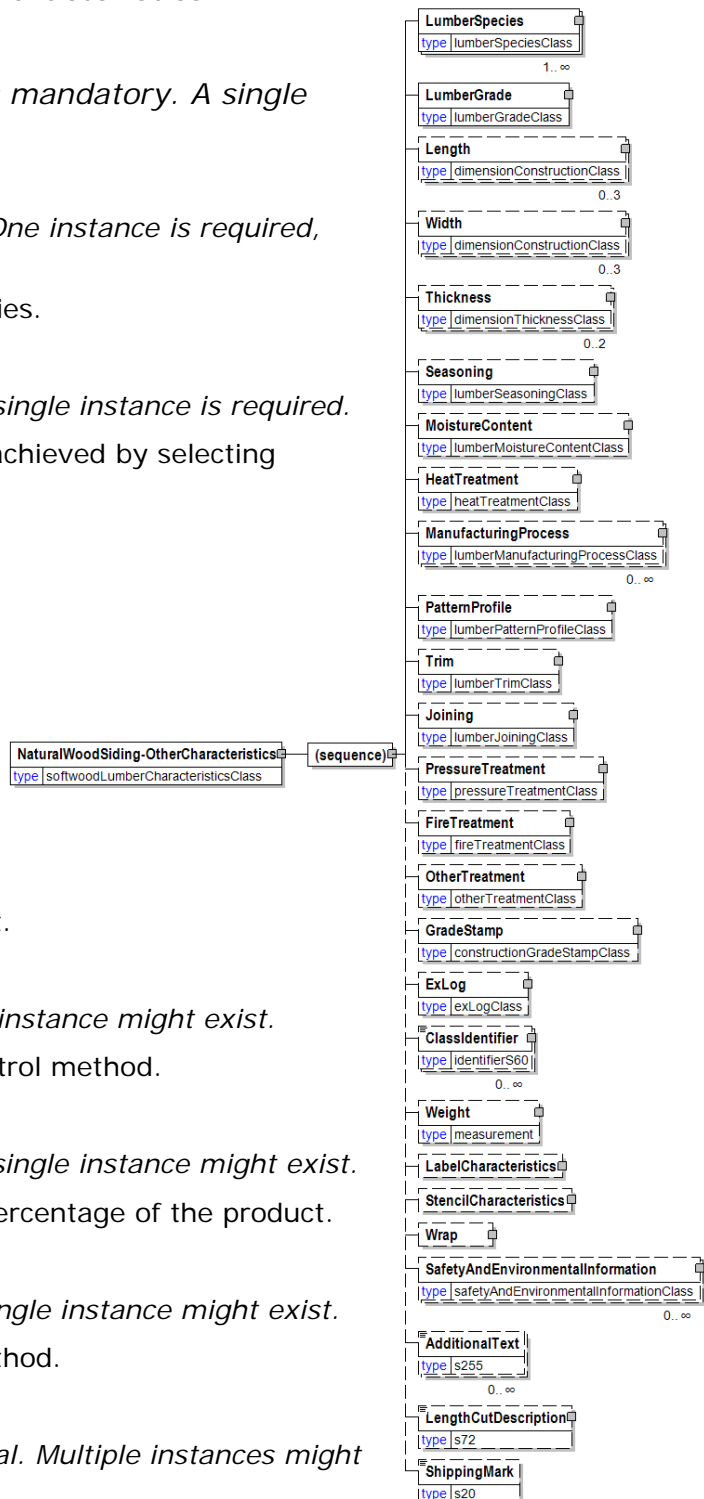 mandatory. A single
One instance is required,
ies.
single instance is required.
achieved by selecting
instance might exist.
trol method.
single instance might exist.
ercentage of the product.
ngle instance might exist.
thod.
al. Multiple instances might
NaturalWoodSiding-OtherCharacteristics
type softwoodLumberCharacteristicsClass
(sequence)
LumberSpecies
type lumberSpeciesClass
1..∞
LumberGrade
type lumberGradeClass
Length
type dimensionConstructionClass
0..3
Width
type dimensionConstructionClass
0..3
Thickness
type dimensionThicknessClass
0..2
Seasoning
type lumberSeasoningClass
MoistureContent
type lumberMoistureContentClass
HeatTreatment
type heatTreatmentClass
ManufacturingProcess
type lumberManufacturingProcessClass
0..∞
PatternProfile
type lumberPatternProfileClass
Trim
type lumberTrimClass
Joining
type lumberJoiningClass
PressureTreatment
type pressureTreatmentClass
FireTreatment
type fireTreatmentClass
OtherTreatment
type otherTreatmentClass
GradeStamp
type constructionGradeStampClass
ExLog
type exLogClass
ClassIdentifier
type identifierS60
0..∞
Weight
type measurement
LabelCharacteristics
StencilCharacteristics
Wrap
SafetyAndEnvironmentalInformation
type safetyAndEnvironmentalInformationClass
0..∞
AdditionalText
type s255
0..∞
LengthCutDescription
type s72
ShippingMark
type s20